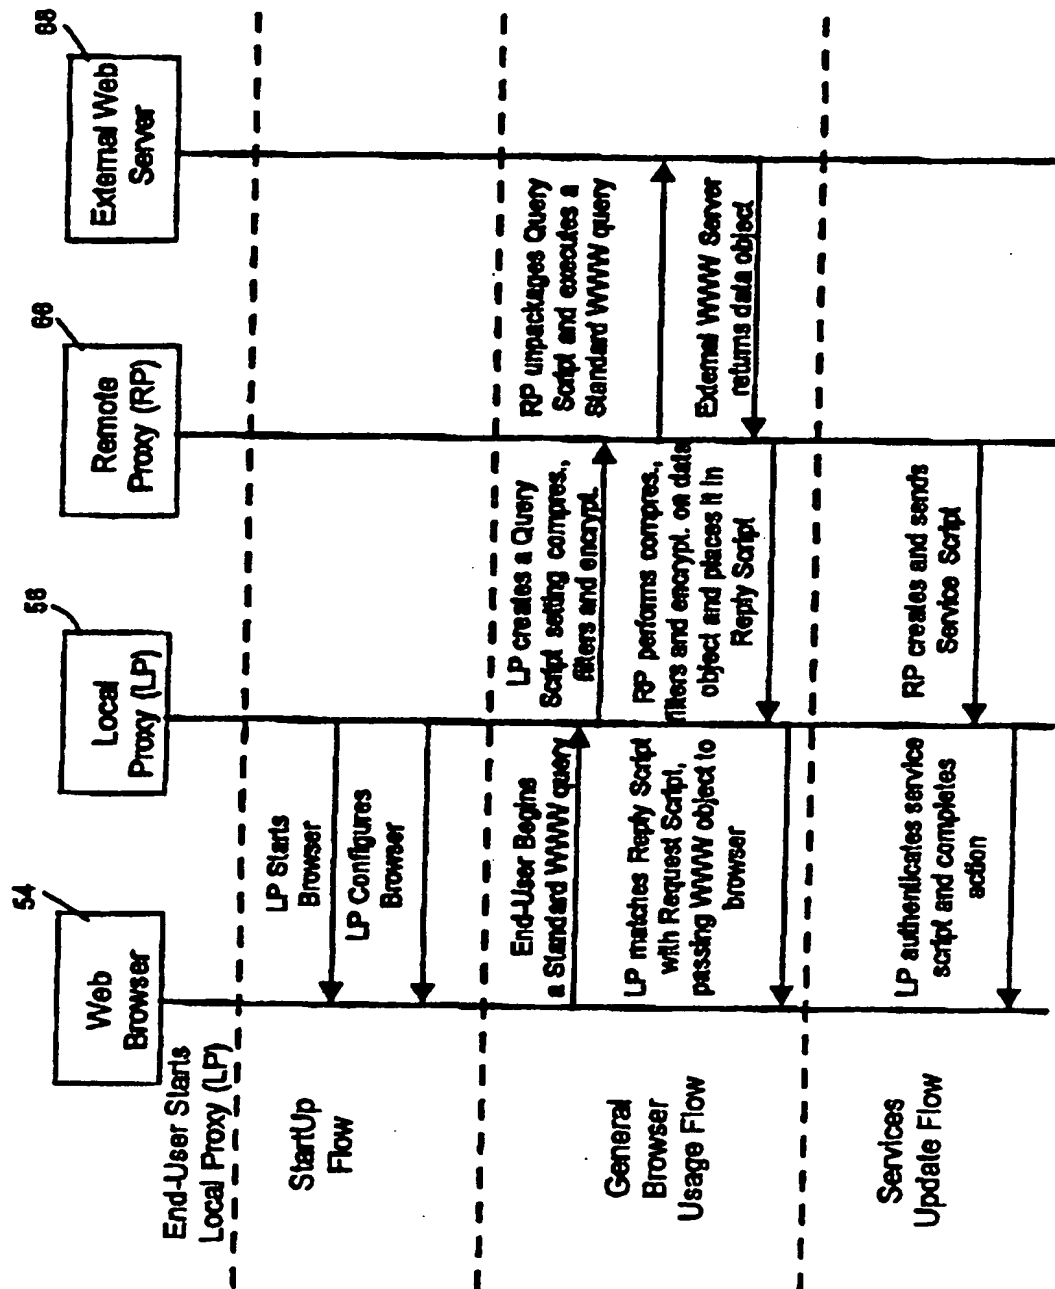 54
Web
Browser
56
Local
Proxy (LP)
66
Remote
Proxy (RP)
68
External Web
Server
End-User Starts
Local Proxy (LP)
StartUp
Flow
LP Starts
Browser
LP Configures
Browser
General
Browser
Usage Flow
End-User Begins
a Standard WWW query
LP creates a Query
Script setting compres.,
filters and encrypt.
RP unpackages Query
Script and executes a
Standard WWW query
External WWW Server
returns data object
RP performs compres.,
filters and encrypt. on data
object and places it in
Reply Script
LP matches Reply Script
with Request Script,
passing WWW object to
browser
Services
Update Flow
RP creates and sends
Service Script
LP authenticates service
script and completes
action